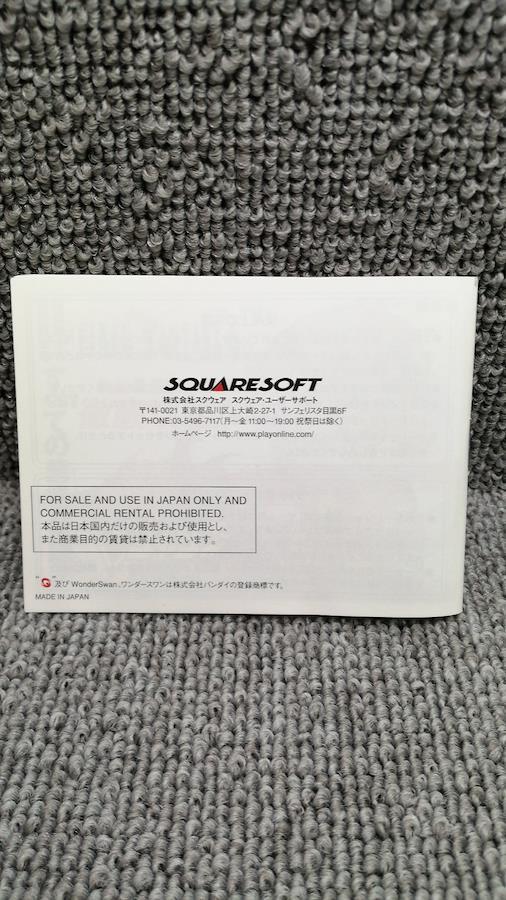 SQUARESOFT
株式会社スクウェア スクウェア・ユーザーサポート
〒141-0021 東京都品川区上大崎2-27-1 サンフェリスタ目黒6F
PHONE:03-5496-7117(月～金 11:00～19:00 祝祭日は除く)
ホームページ http://www.playonline.com/
FOR SALE AND USE IN JAPAN ONLY AND
COMMERCIAL RENTAL PROHIBITED.
本品は日本国内だけの販売および使用とし、
また商業目的の賃貸は禁止されています。
"G"及び WonderSwan、ワンダースワンは株式会社バンダイの登録商標です。
MADE IN JAPAN